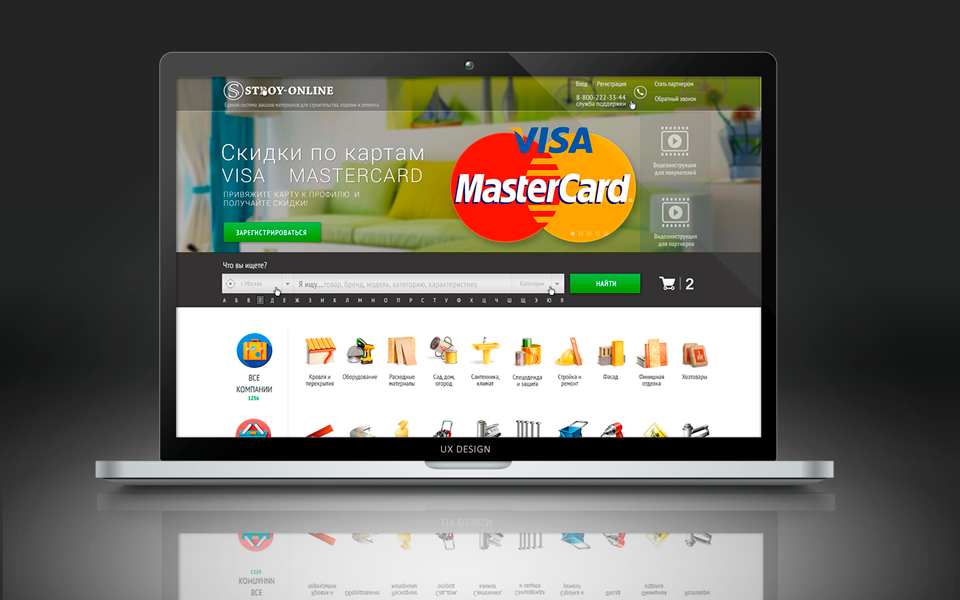 STROY-ONLINE
Единая система заказов материалов для строительства, отделки и ремонта
Вход Регистрация
8-800-222-33-44
служба поддержки
Стать партнером
Обратный звонок
Скидки по картам
VISA MASTERCARD
ПРИВЯЖИТЕ КАРТУ К ПРОФИЛЮ И
ПОЛУЧАЙТЕ СКИДКИ!
ЗАРЕГИСТРИРОВАТЬСЯ
VISA
MasterCard
Видеоинструкция
для покупателей
Видеоинструкция
для партнеров
Что вы ищете?
г. Москва
Я ищу....товар, бренд, модель, категорию, характеристику
Категории
НАЙТИ
2
А Б В Г Д Е Ж З И К Л М Н О П Р С Т У Ф Х Ц Ч Ш Щ Э Ю Я
ВСЕ
КОМПАНИИ
1256
Кровля и
перекрытия
Оборудование
Расходные
материалы
Сад, дом,
огород
Сантехника,
климат
Спецодежда
и защита
Стройка и
ремонт
Фасад
Финишная
отделка
Хозтовары
UX DESIGN